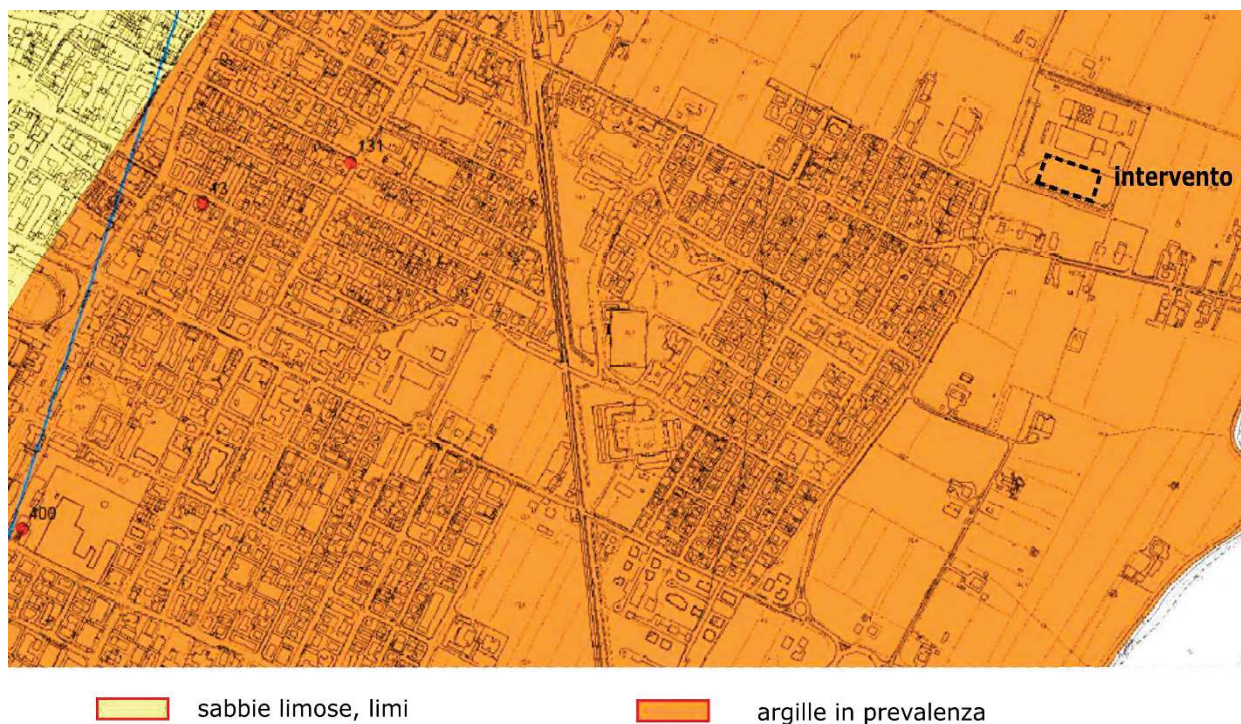 131
43
intervento
400
sabbie limose, limi
argille in prevalenza